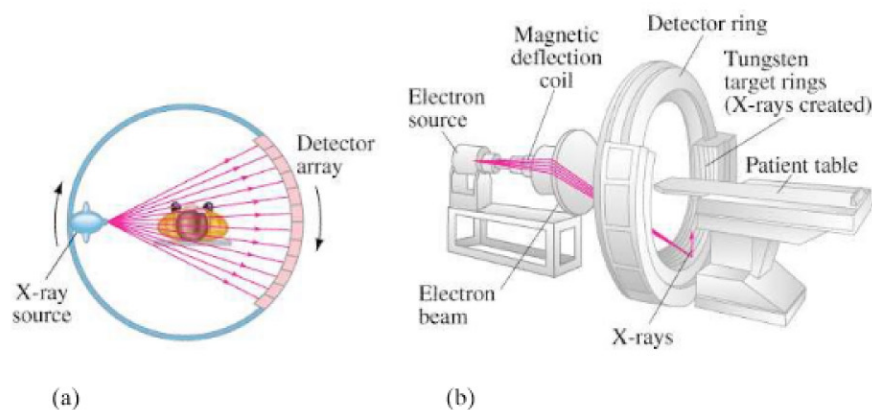 Detector
array
X-ray
source
(a)
Detector ring
Magnetic
deflection
coil
Tungsten
target rings
(X-rays created)
Electron
source
Patient table
Electron
beam
X-rays
(b)